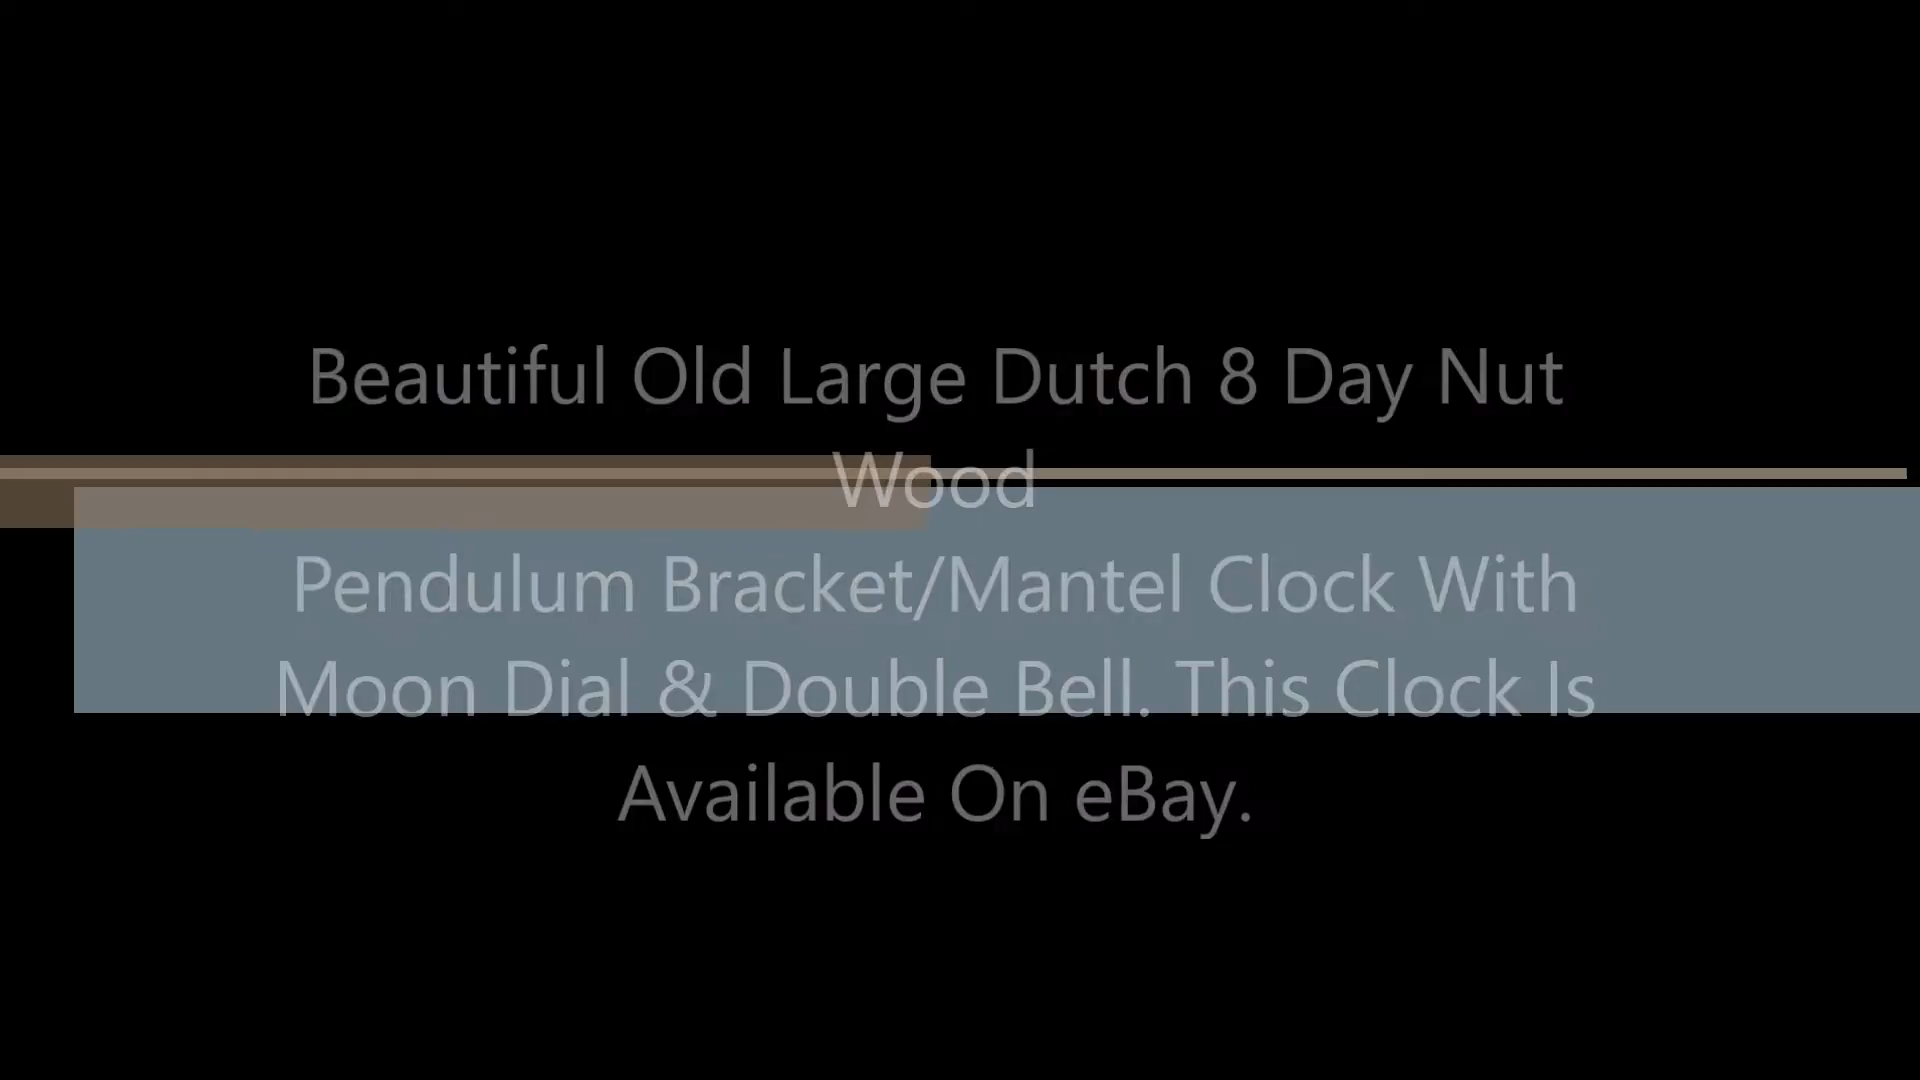 Beautiful Old Large Dutch 8 Day Nut
Wood
Pendulum Bracket/Mantel Clock With
Moon Dial & Double Bell. This Clock Is
Available On eBay.